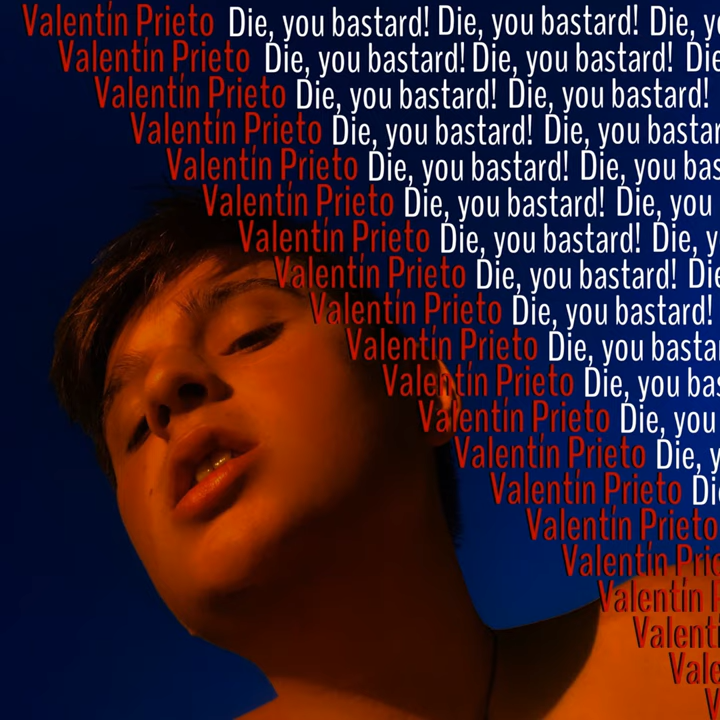 Valentín Prieto Die, you bastard! Die, you bastard! Die,
Valentín Prieto Die, you bastard! Die, you bastard! Die
Valentín Prieto Die, you bastard! Die, you bastard!
Valentín Prieto Die, you bastard! Die, you
Valentín Prieto Die, you bastard! Die, you
Valentín Prieto Die, you bastard! Die, you
Valentín Prieto Die, you bastard! Die,
Valentín Prieto Die, you bastard! Die
Valentín Prieto Die, you bastard!
Valentín Prieto Die, you
Valentín Prieto Die, you
Valentín Prieto Die, you
Valentín Prieto Die,
Valentín Prieto
Valentín Prieto
Valentín
Valentín